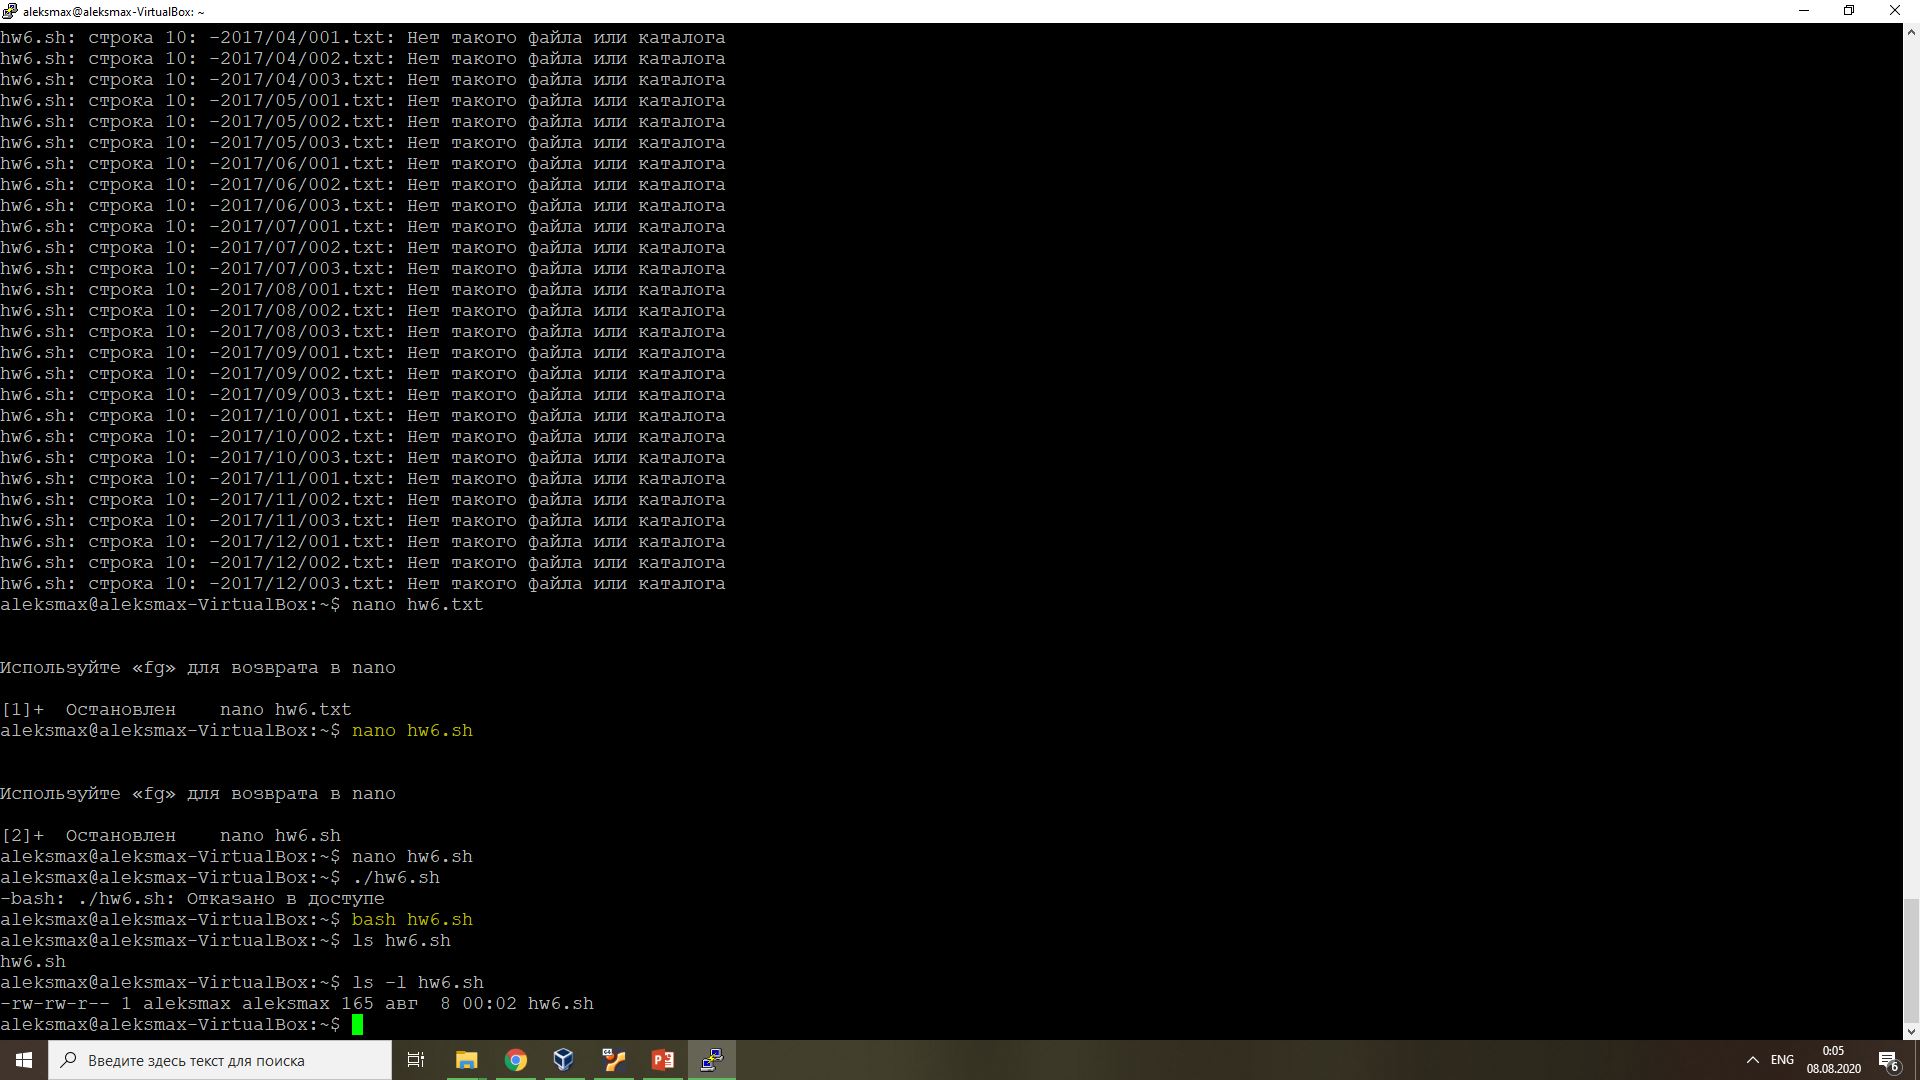 aleksmax@aleksmax-VirtualBox: ~
hw6.sh: строка 10: -2017/04/001.txt: Нет такого файла или каталога
hw6.sh: строка 10: -2017/04/002.txt: Нет такого файла или каталога
hw6.sh: строка 10: -2017/04/003.txt: Нет такого файла или каталога
hw6.sh: строка 10: -2017/05/001.txt: Нет такого файла или каталога
hw6.sh: строка 10: -2017/05/002.txt: Нет такого файла или каталога
hw6.sh: строка 10: -2017/05/003.txt: Нет такого файла или каталога
hw6.sh: строка 10: -2017/06/001.txt: Нет такого файла или каталога
hw6.sh: строка 10: -2017/06/002.txt: Нет такого файла или каталога
hw6.sh: строка 10: -2017/06/003.txt: Нет такого файла или каталога
hw6.sh: строка 10: -2017/07/001.txt: Нет такого файла или каталога
hw6.sh: строка 10: -2017/07/002.txt: Нет такого файла или каталога
hw6.sh: строка 10: -2017/07/003.txt: Нет такого файла или каталога
hw6.sh: строка 10: -2017/08/001.txt: Нет такого файла или каталога
hw6.sh: строка 10: -2017/08/002.txt: Нет такого файла или каталога
hw6.sh: строка 10: -2017/08/003.txt: Нет такого файла или каталога
hw6.sh: строка 10: -2017/09/001.txt: Нет такого файла или каталога
hw6.sh: строка 10: -2017/09/002.txt: Нет такого файла или каталога
hw6.sh: строка 10: -2017/09/003.txt: Нет такого файла или каталога
hw6.sh: строка 10: -2017/10/001.txt: Нет такого файла или каталога
hw6.sh: строка 10: -2017/10/002.txt: Нет такого файла или каталога
hw6.sh: строка 10: -2017/10/003.txt: Нет такого файла или каталога
hw6.sh: строка 10: -2017/11/001.txt: Нет такого файла или каталога
hw6.sh: строка 10: -2017/11/002.txt: Нет такого файла или каталога
hw6.sh: строка 10: -2017/11/003.txt: Нет такого файла или каталога
hw6.sh: строка 10: -2017/12/001.txt: Нет такого файла или каталога
hw6.sh: строка 10: -2017/12/002.txt: Нет такого файла или каталога
hw6.sh: строка 10: -2017/12/003.txt: Нет такого файла или каталога
aleksmax@aleksmax-VirtualBox:~$ nano hw6.txt
Используйте «fg» для возврата в nano
[1]+  Остановлен    nano hw6.txt
aleksmax@aleksmax-VirtualBox:~$ nano hw6.sh
Используйте «fg» для возврата в nano
[2]+  Остановлен    nano hw6.sh
aleksmax@aleksmax-VirtualBox:~$ nano hw6.sh
aleksmax@aleksmax-VirtualBox:~$ ./hw6.sh
-bash: ./hw6.sh: Отказано в доступе
aleksmax@aleksmax-VirtualBox:~$ bash hw6.sh
aleksmax@aleksmax-VirtualBox:~$ ls hw6.sh
hw6.sh
aleksmax@aleksmax-VirtualBox:~$ ls -l hw6.sh
-rw-rw-r-- 1 aleksmax aleksmax 165 авг  8 00:02 hw6.sh
aleksmax@aleksmax-VirtualBox:~$
Введите здесь текст для поиска
ENG
0:05
08.08.2020
6